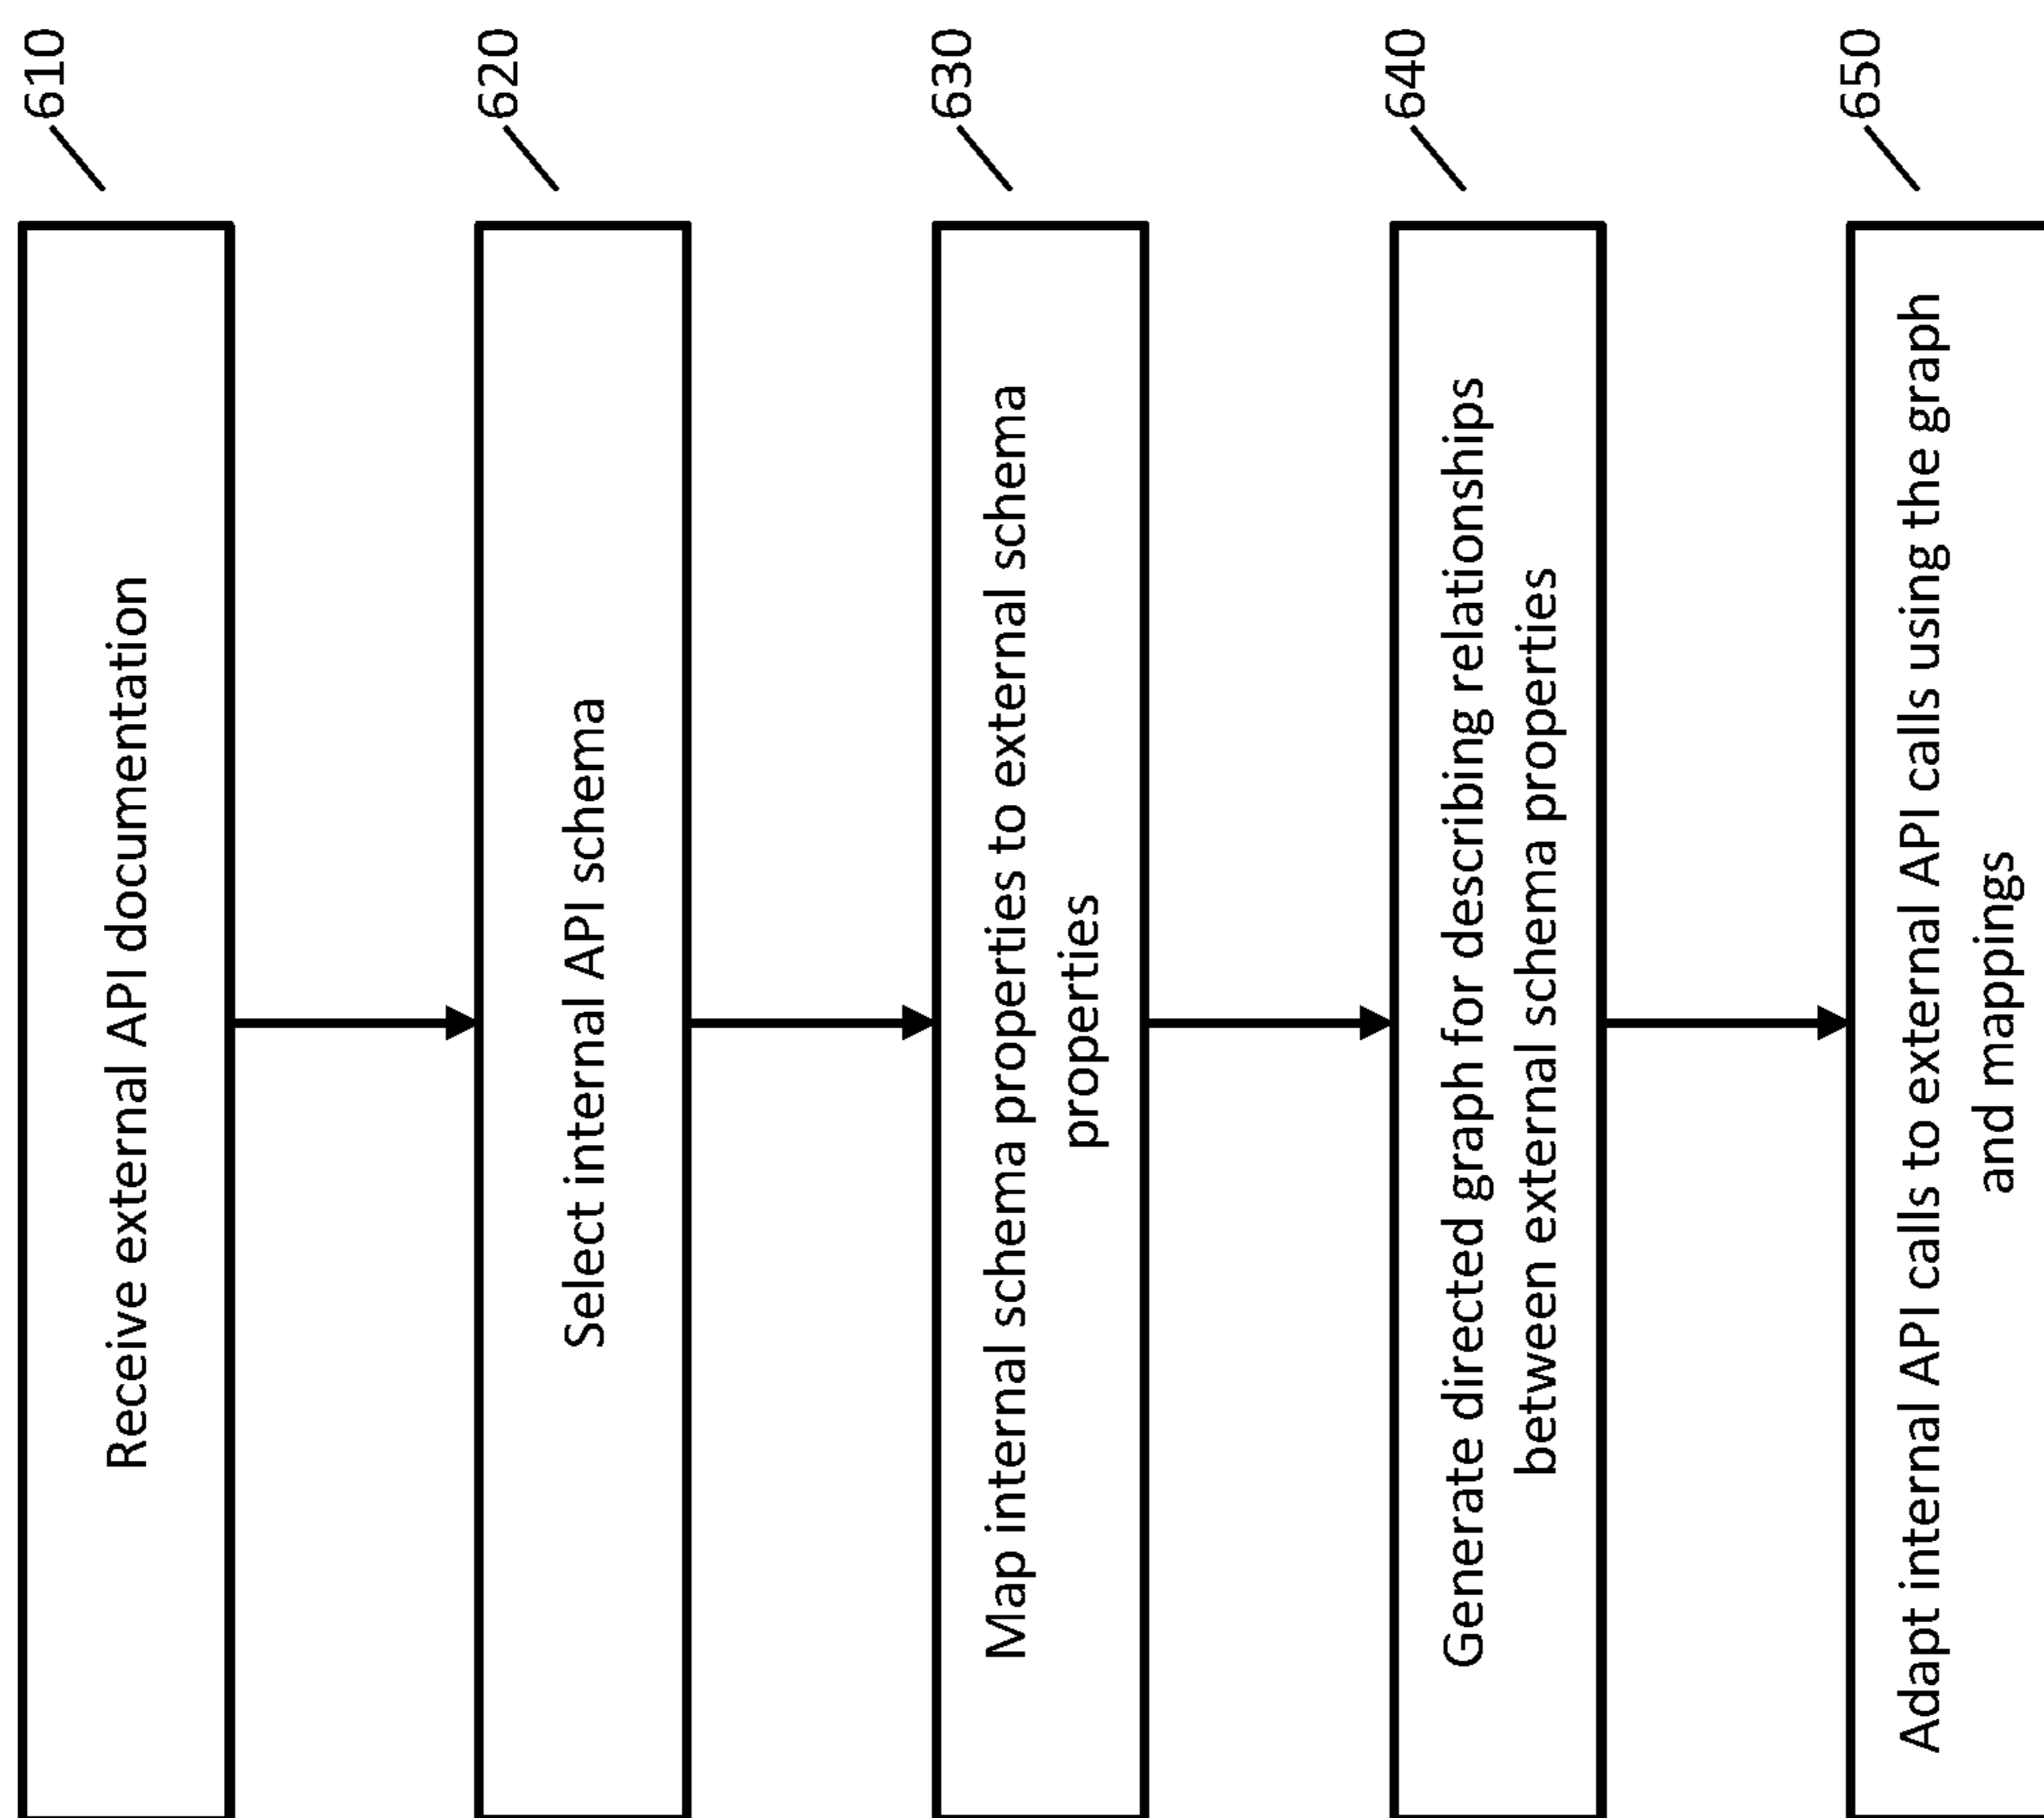 Receive external API documentation
610
Select internal API schema
620
Map internal schema properties to external schema
properties
630
Generate directed graph for describing relationships
between external schema properties
640
Adapt internal API calls to external API calls using the graph
and mappings
650